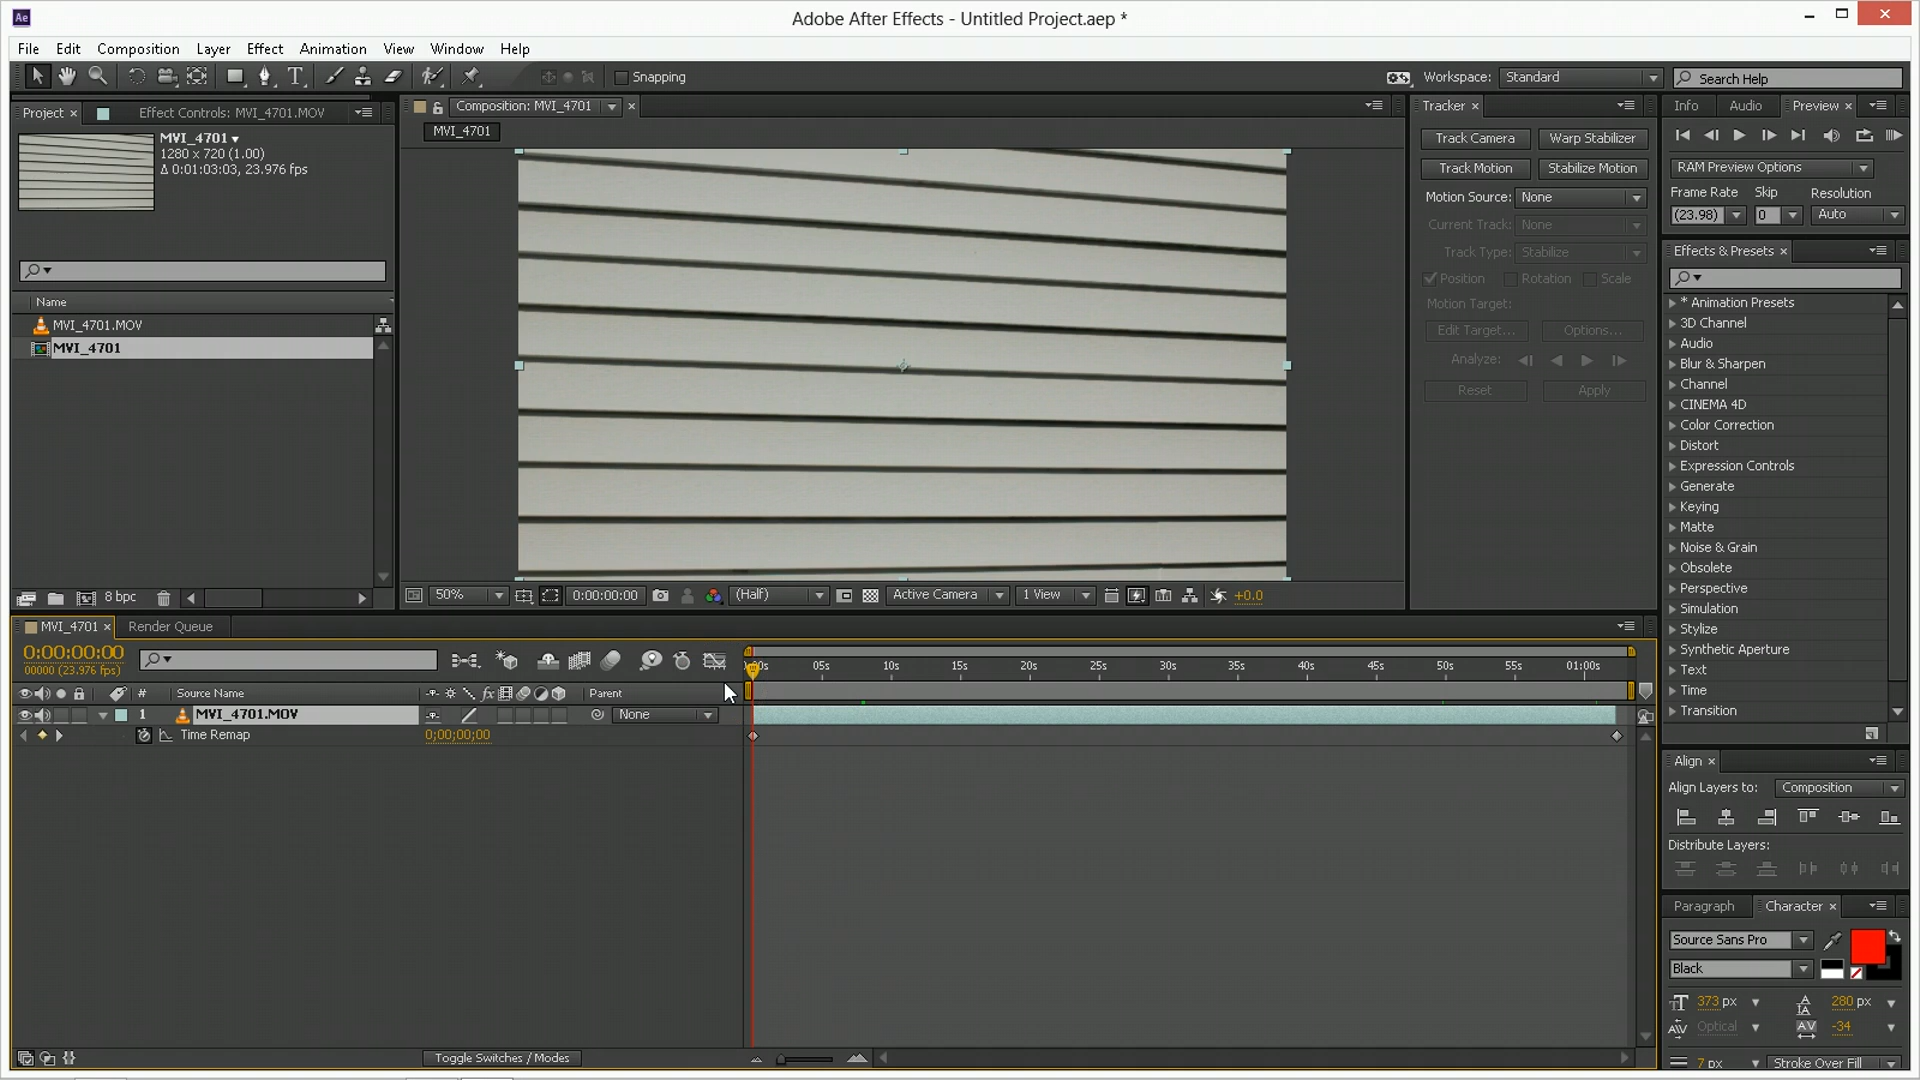 Ae
Adobe After Effects - Untitled Project.aep *
File Edit Composition Layer Effect Animation View Window Help
T
Snapping
Workspace: Standard
Search Help
Project × Effect Controls: MVI_4701.MOV
MVI_4701
1280 x 720 (1.00)
Δ 0:01:03:03, 23.976 fps
Name
MVI_4701.MOV
MVI_4701
8 bpc
Composition: MVI_4701 ×
MVI_4701
50%
0:00:00:00
(Half)
Active Camera
1 View
+0.0
Tracker ×
Track Camera Warp Stabilizer
Track Motion Stabilize Motion
Motion Source: None
Current Track: None
Track Type: Stabilize
Position Rotation Scale
Motion Target:
Edit Target... Options...
Analyze:
Reset Apply
Info Audio Preview ×
RAM Preview Options
Frame Rate Skip Resolution
(23.98) 0 Auto
Effects & Presets ×
* Animation Presets
3D Channel
Audio
Blur & Sharpen
Channel
CINEMA 4D
Color Correction
Distort
Expression Controls
Generate
Keying
Matte
Noise & Grain
Obsolete
Perspective
Simulation
Stylize
Synthetic Aperture
Text
Time
Transition
Align ×
Align Layers to: Composition
Distribute Layers:
Paragraph Character ×
Source Sans Pro
Black
373 px 280 px
Optical -34
7 px Stroke Over Fill
MVI_4701 × Render Queue
0:00:00:00
00000 (23.976 fps)
05s 10s 15s 20s 25s 30s 35s 40s 45s 50s 55s 01:00s
# Source Name fx Parent
1 MVI_4701.MOV None
Time Remap 0;00;00;00
Toggle Switches / Modes